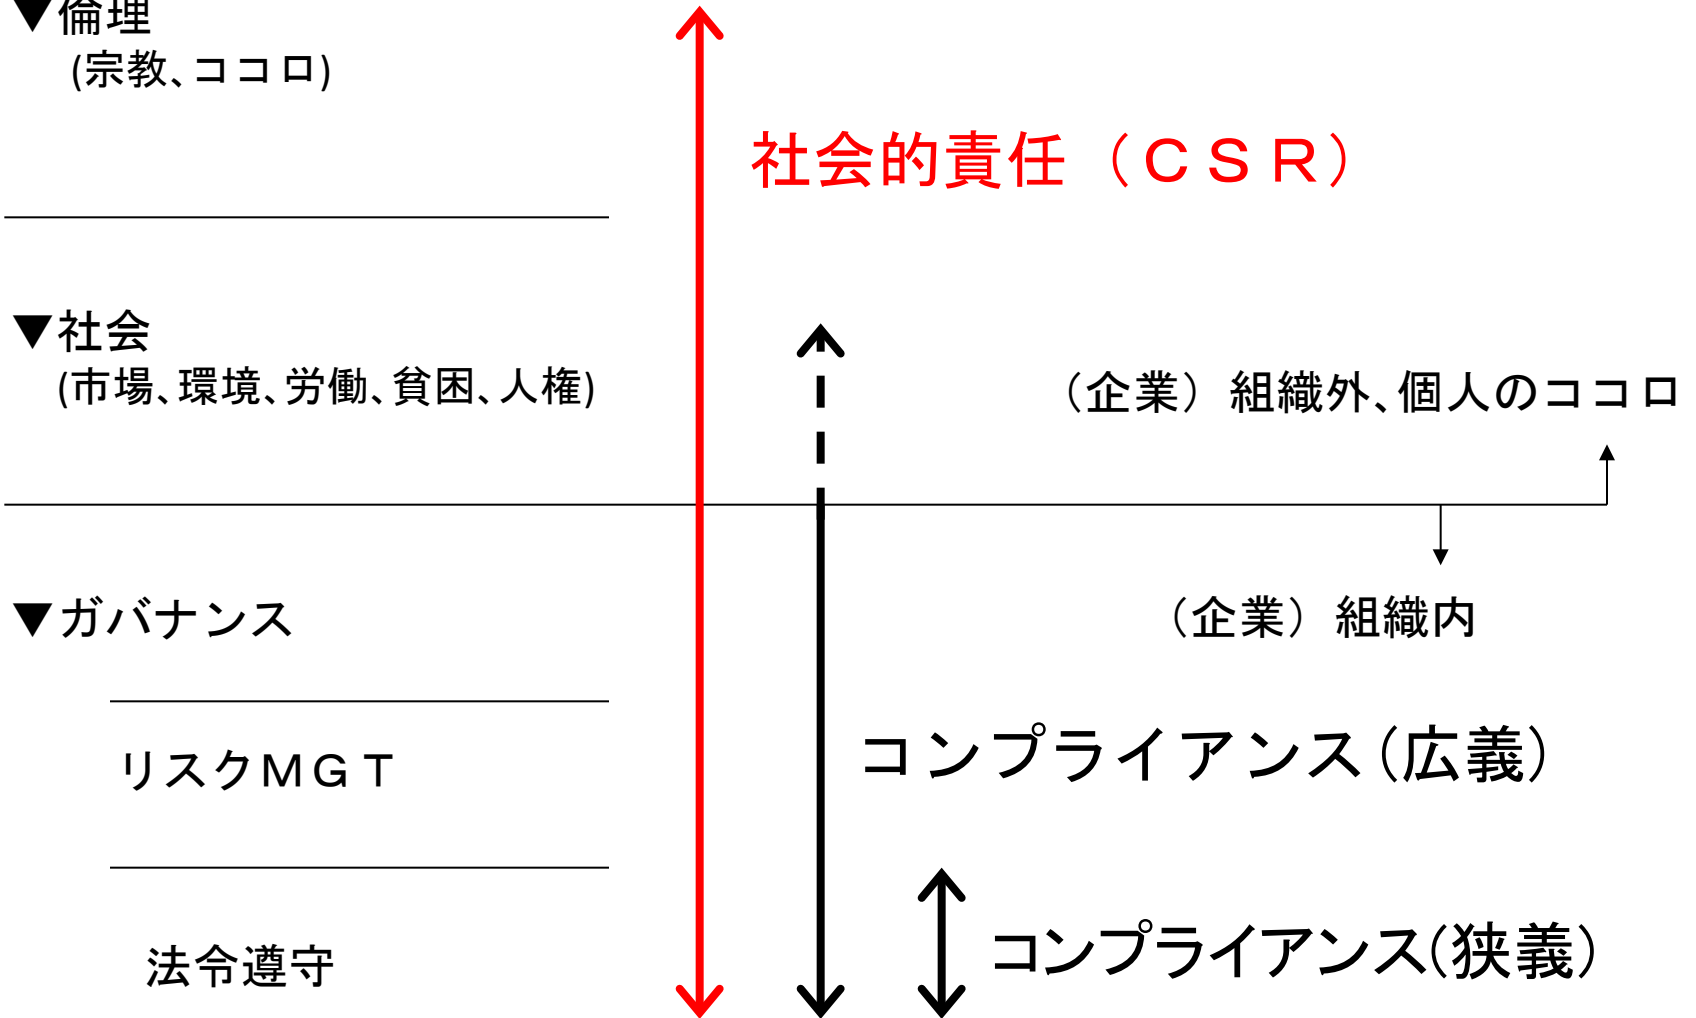 ▼倫理
(宗教、ココロ)
社会的責任（ＣＳＲ）
▼社会
(市場、環境、労働、貧困、人権)
（企業）組織外、個人のココロ
▼ガバナンス
（企業）組織内
リスクＭＧＴ
コンプライアンス(広義)
法令遵守
コンプライアンス(狭義)